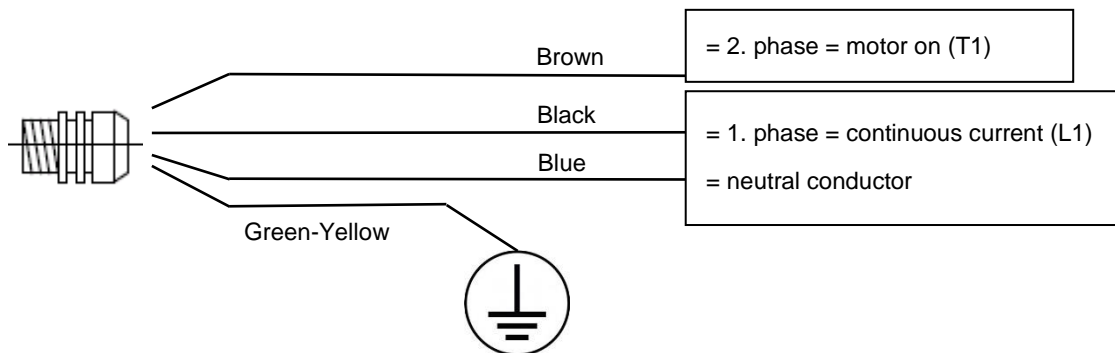 Brown
= 2. phase = motor on (T1)
Black
= 1. phase = continuous current (L1)
Blue
= neutral conductor
Green-Yellow